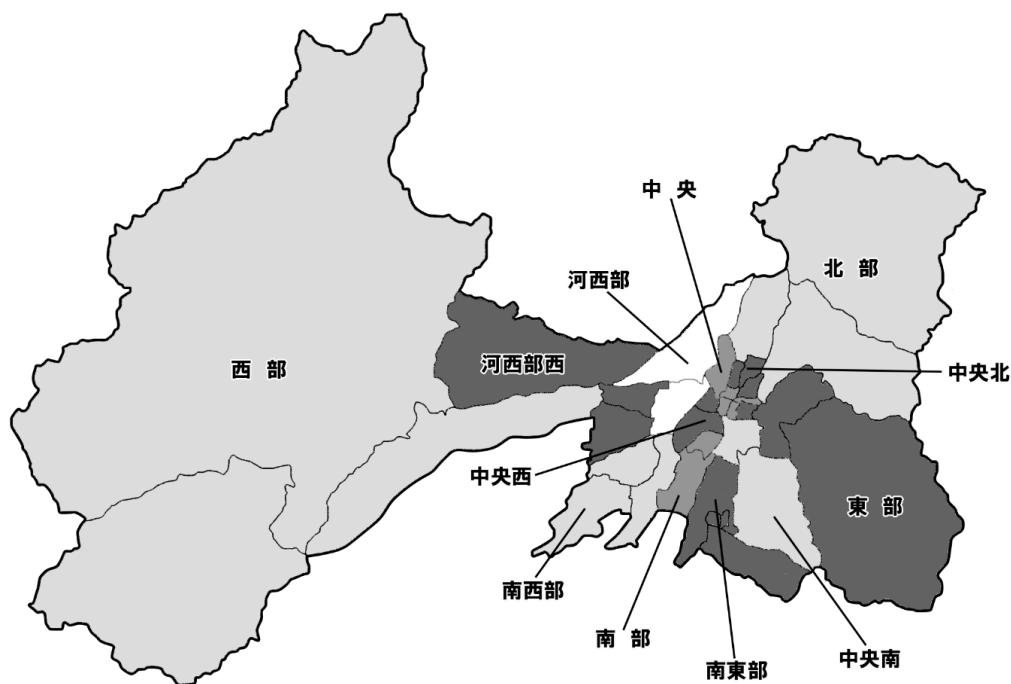 中 央
北 部
河西部
西 部
河西部西
中央北
中央西
東 部
南西部
南 部
南東部
中央南